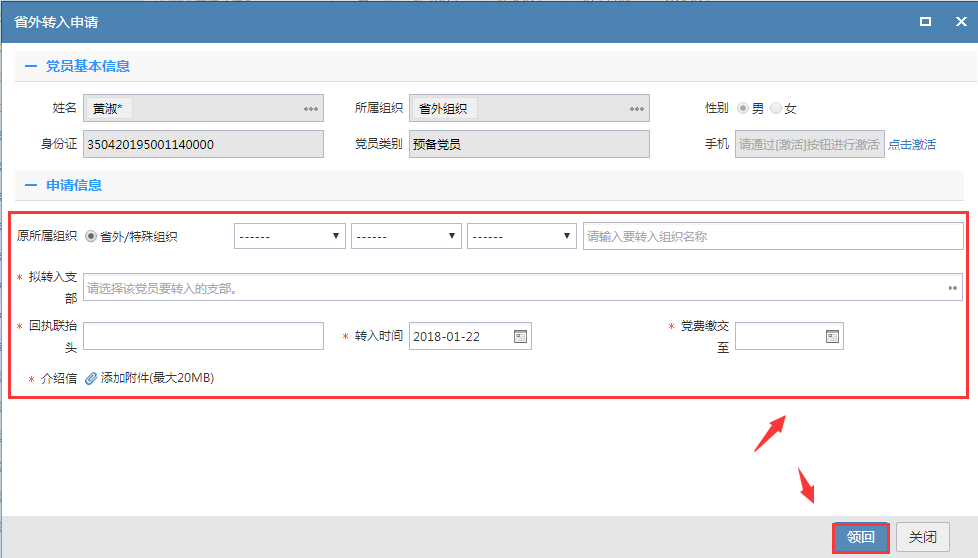 省外转入申请
党员基本信息
姓名 董淑* 所属组织 省外组织 性别 男 女
身份证 350420195001140000 党员类别 预备党员 手机 请通过[激活]按钮进行激活 点击激活
申请信息
原所属组织 省外/特殊组织 ------ ------ ------ 请输入要转入组织名称
* 拟转入支部 请选择该党员要转入的支部。
* 回执联抬头 * 转入时间 2018-01-22 * 党费缴交至
* 介绍信 添加附件(最大20MB)
领回 关闭